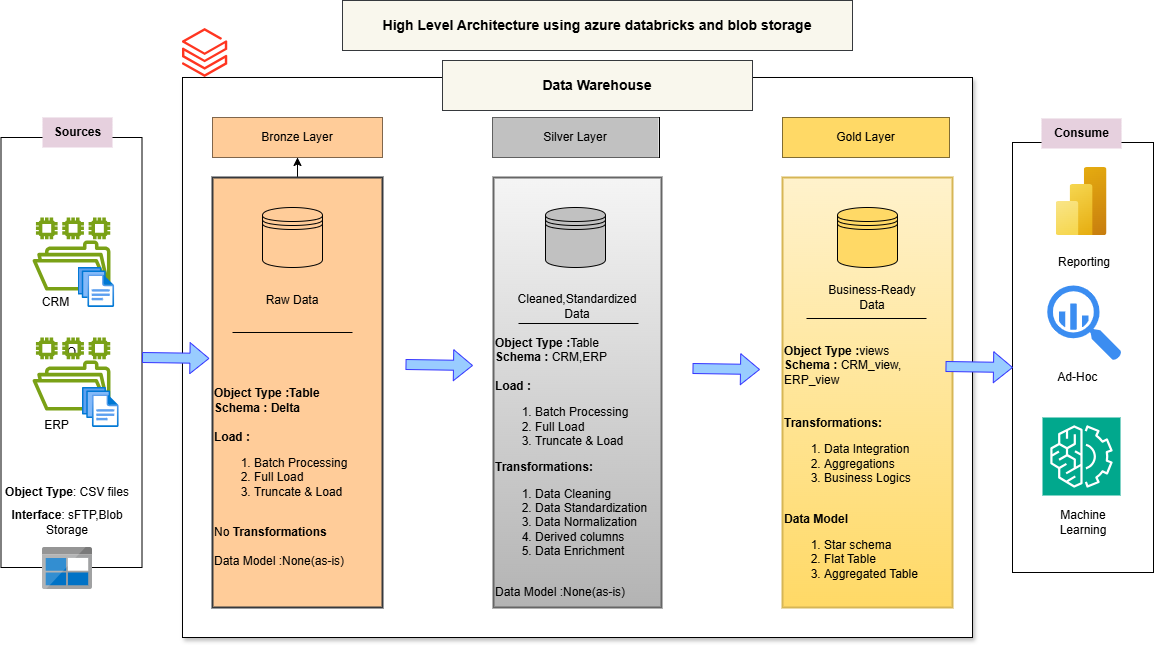 High Level Architecture using azure databricks and blob storage
Data Warehouse
Sources
CRM
ERP
Object Type: CSV files
Interface: sFTP,Blob
Storage
Bronze Layer
Raw Data
Object Type :Table
Schema : Delta
Load :
1. Batch Processing
2. Full Load
3. Truncate & Load
No Transformations
Data Model :None(as-is)
Silver Layer
Cleaned,Standardized
Data
Object Type :Table
Schema : CRM,ERP
Load :
1. Batch Processing
2. Full Load
3. Truncate & Load
Transformations:
1. Data Cleaning
2. Data Standardization
3. Data Normalization
4. Derived columns
5. Data Enrichment
Data Model :None(as-is)
Gold Layer
Business-Ready
Data
Object Type :views
Schema : CRM_view,
ERP_view
Transformations:
1. Data Integration
2. Aggregations
3. Business Logics
Data Model
1. Star schema
2. Flat Table
3. Aggregated Table
Consume
Reporting
Ad-Hoc
Machine
Learning